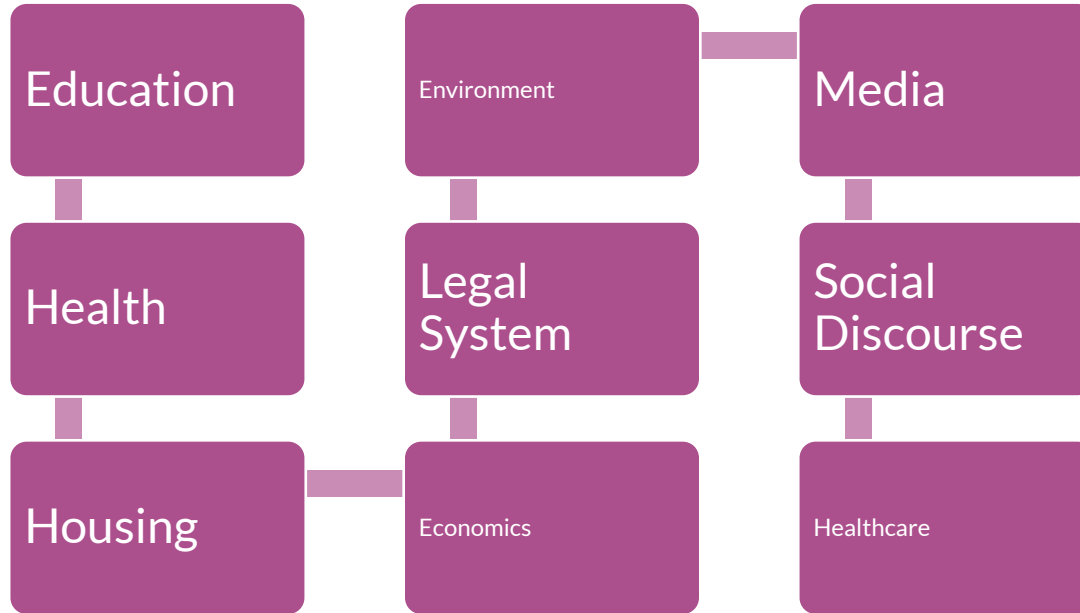 Education
Health
Housing
Economics
Legal
System
Environment
Media
Social
Discourse
Healthcare